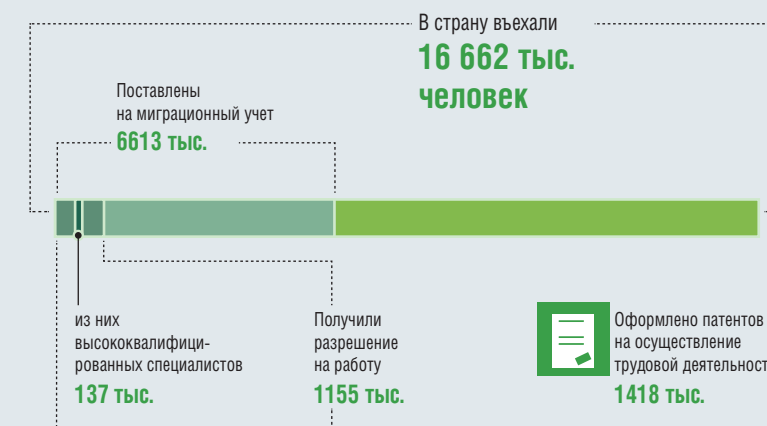 В страну въехали
16 662 тыс.
человек
Поставлены
на миграционный учет
6613 тыс.
из них
высококвалифици-
рованных специалистов
137 тыс.
Получили
разрешение
на работу
1155 тыс.
Оформлено патентов
на осуществление
трудовой деятельност
1418 тыс.